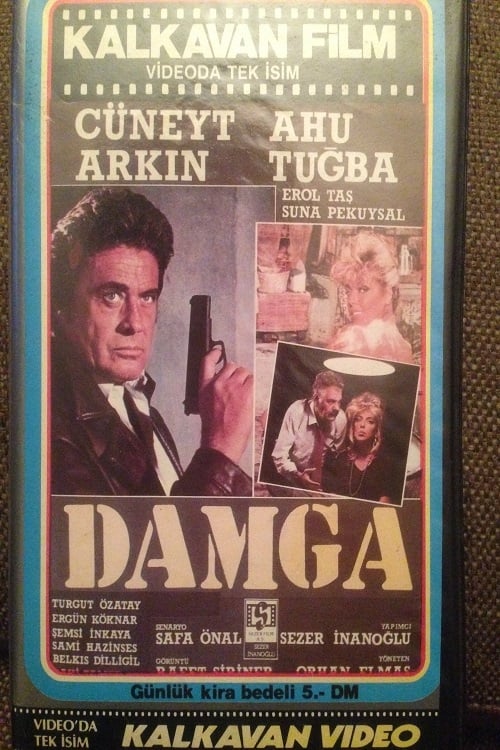 KALKAVAN FİLM
VİDEODA TEK İSİM
CÜNEYT ARKIN
AHU TUĞBA
EROL TAŞ
SUNA PEKUYSAL
DAMGA
TURGUT ÖZATAY
ERGÜN KÖKNAR
ŞEMSİ İNKAYA
SAMİ HAZİNSES
BELKIS DİLLİGİL
SENARYO
SAFA ÖNAL
SEZER İNANOĞLU
YAPIMCI
SEZER İNANOĞLU
GÖRÜNTÜ
YÖNETEN
ORHAN ELMAS
Günlük kira bedeli 5.- DM
VİDEO'DA TEK İSİM
KALKAVAN VİDEO